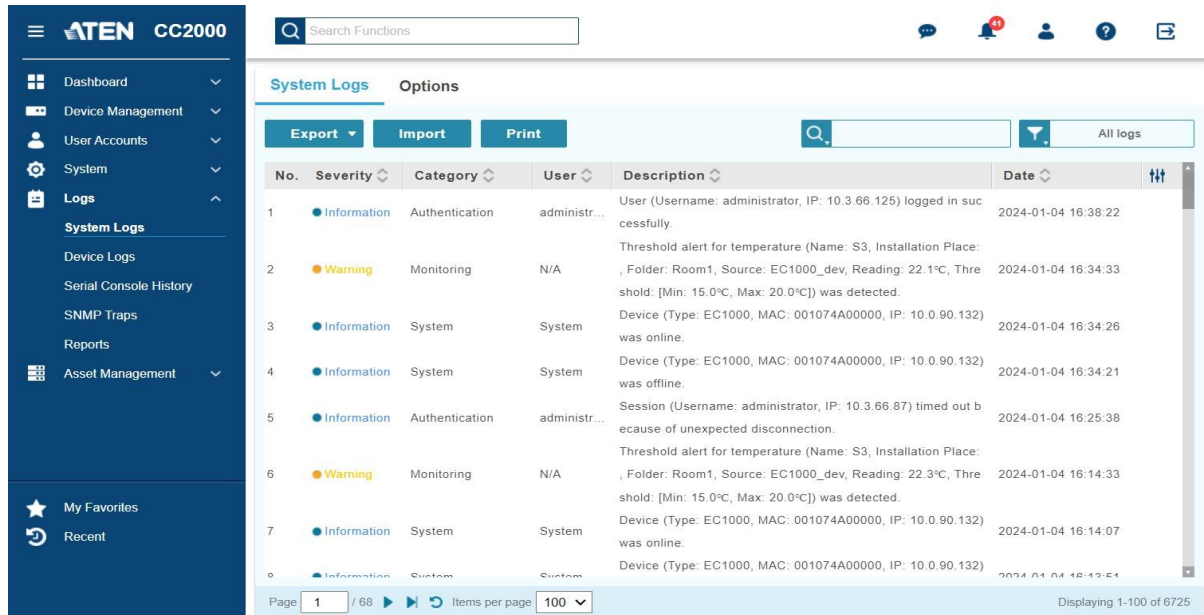 ATEN CC2000
Search Functions
41
Dashboard
Device Management
User Accounts
System
Logs
System Logs
Device Logs
Serial Console History
SNMP Traps
Reports
Asset Management
My Favorites
Recent
System Logs Options
Export Import Print All logs
No. Severity Category User Description Date
1 Information Authentication administr... User (Username: administrator, IP: 10.3.66.125) logged in suc
cessfully. 2024-01-04 16:38:22
Threshold alert for temperature (Name: S3, Installation Place:
2 Warning Monitoring N/A , Folder: Room1, Source: EC1000_dev, Reading: 22.1°C, Thre 2024-01-04 16:34:33
shold: [Min: 15.0°C, Max: 20.0°C]) was detected.
3 Information System System Device (Type: EC1000, MAC: 001074A00000, IP: 10.0.90.132)
was online. 2024-01-04 16:34:26
4 Information System System Device (Type: EC1000, MAC: 001074A00000, IP: 10.0.90.132)
was offline. 2024-01-04 16:34:21
5 Information Authentication administr... Session (Username: administrator, IP: 10.3.66.87) timed out b
ecause of unexpected disconnection. 2024-01-04 16:25:38
Threshold alert for temperature (Name: S3, Installation Place:
6 Warning Monitoring N/A , Folder: Room1, Source: EC1000_dev, Reading: 22.3°C, Thre 2024-01-04 16:14:33
shold: [Min: 15.0°C, Max: 20.0°C]) was detected.
7 Information System System Device (Type: EC1000, MAC: 001074A00000, IP: 10.0.90.132)
was online. 2024-01-04 16:14:07
Device (Type: EC1000, MAC: 001074A00000, IP: 10.0.90.132)
8 Information System System 2024-01-04 16:13:51
Page 1 / 68 Items per page 100 Displaying 1-100 of 6725